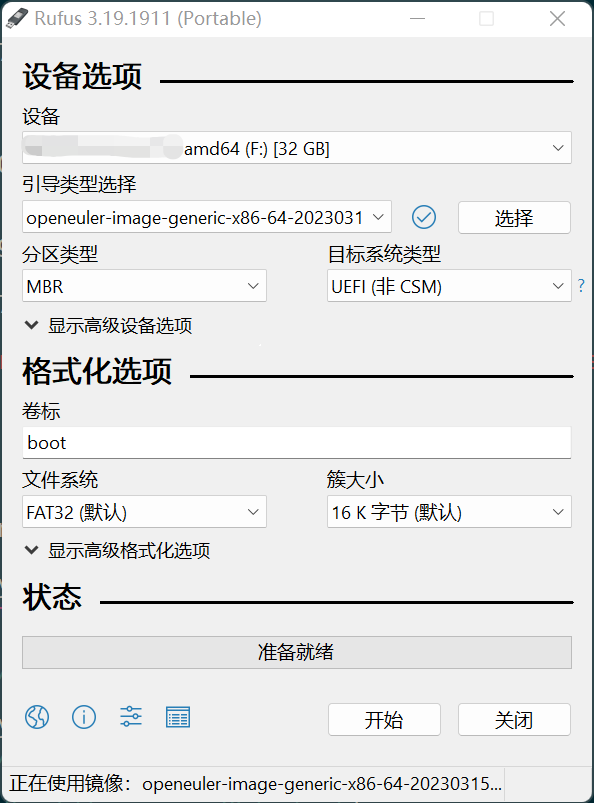 Rufus 3.19.1911 (Portable)
设备选项
设备
amd64 (F:) [32 GB]
引导类型选择
openeuler-image-generic-x86-64-2023031
选择
分区类型
目标系统类型
MBR
UEFI (非 CSM)
?
显示高级设备选项
格式化选项
卷标
boot
文件系统
簇大小
FAT32 (默认)
16 K 字节 (默认)
显示高级格式化选项
状态
准备就绪
开始
关闭
正在使用镜像：openeuler-image-generic-x86-64-20230315...